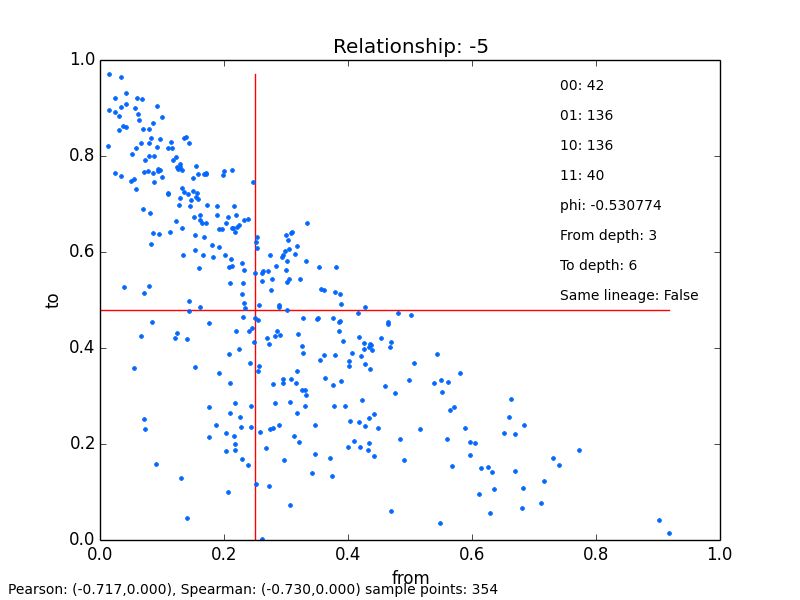 Relationship: -5
1.0
0.8
0.6
0.4
0.2
0.0
to
00: 42
01: 136
10: 136
11: 40
phi: -0.530774
From depth: 3
To depth: 6
Same lineage: False
0.0 0.2 0.4 0.6 0.8 1.0
from
Pearson: (-0.717,0.000), Spearman: (-0.730,0.000) sample points: 354